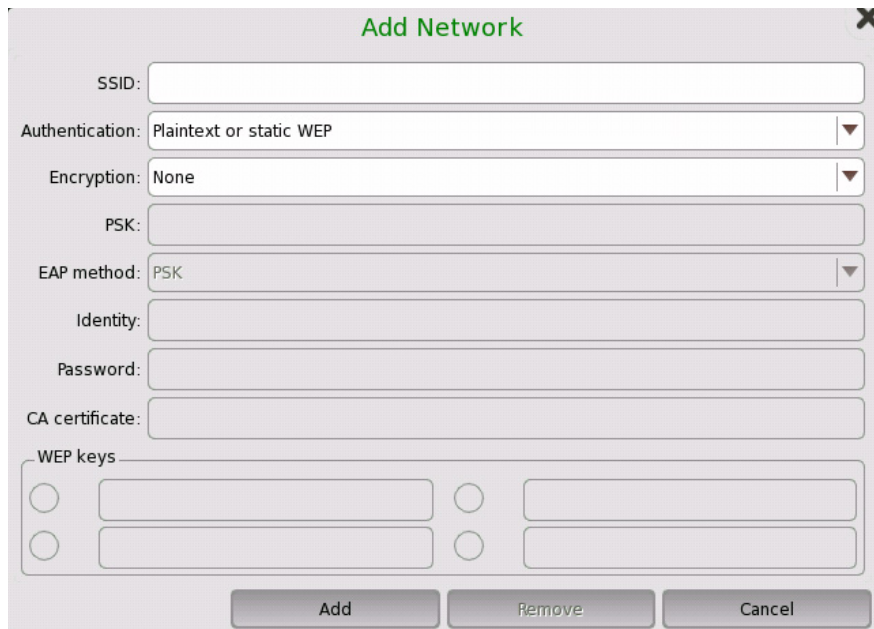 Add Network
SSID:
Authentication: Plaintext or static WEP
Encryption: None
PSK:
EAP method: PSK
Identity:
Password:
CA certificate:
WEP keys
Add Remove Cancel